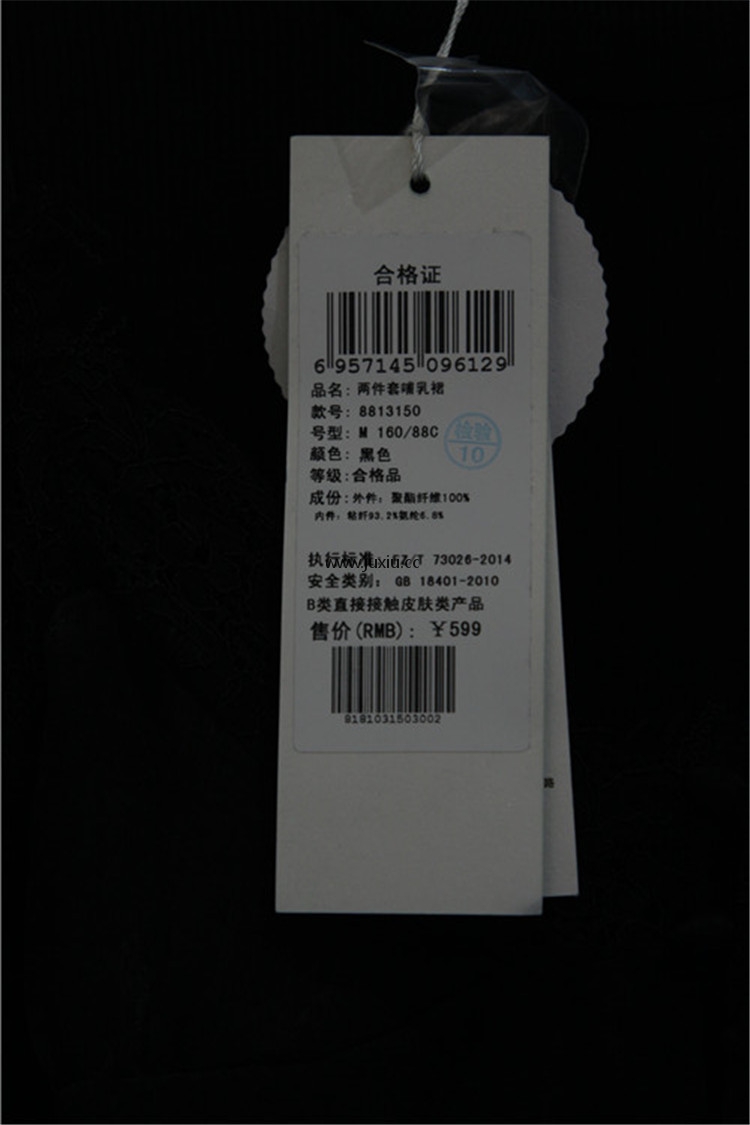 合格证
6 957145 096129
品名：两件套哺乳裙
款号：8813150
号型：M 160/88C
检验
10
颜色：黑色
等级：合格品
成份：外件：聚酯纤维100%
内件：粘纤93.2%氨纶6.8%
执行标准：FZ/T 73026-2014
www.juxiu.cc
安全类别：GB 18401-2010
B类直接接触皮肤类产品
售价(RMB)：￥599
8181031503002
路